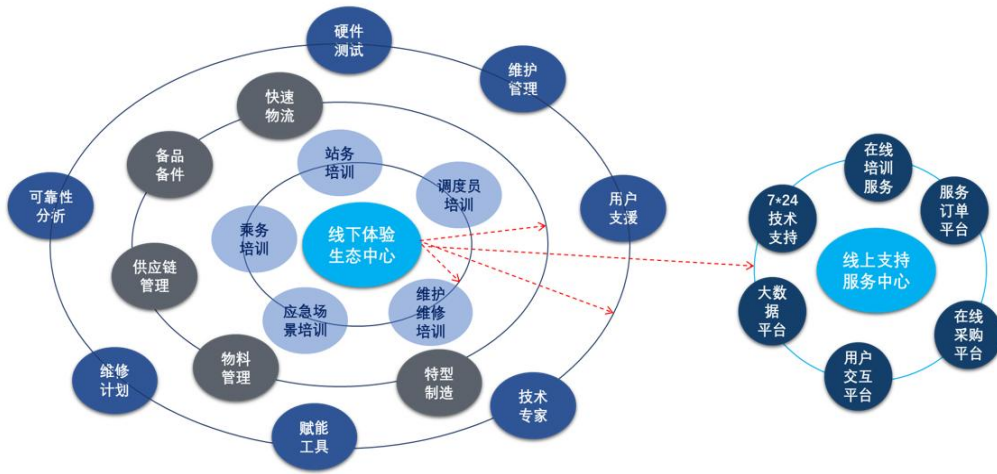 硬件
测试
维护
管理
快速
物流
备品
备件
站务
培训
调度员
培训
可靠性
分析
乘务
培训
线下体验
生态中心
用户
支援
供应链
管理
应急场
景培训
维护
维修
培训
物料
管理
特型
制造
维修
计划
赋能
工具
技术
专家
在线
培训
服务
7*24
技术
支持
服务
订单
平台
线上支持
服务中心
大数
据
平台
在线
采购
平台
用户
交互
平台